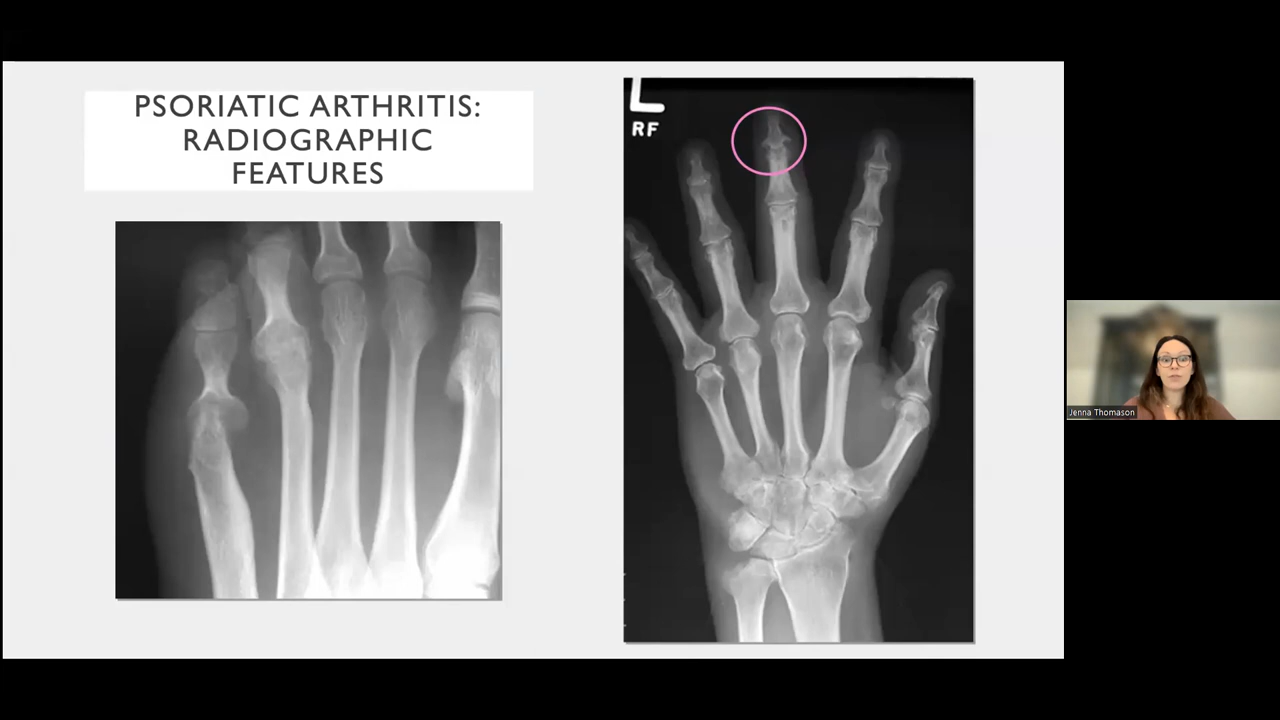 PSORIATIC ARTHRITIS:
RADIOGRAPHIC
FEATURES
L
RF
Jenna Thomason